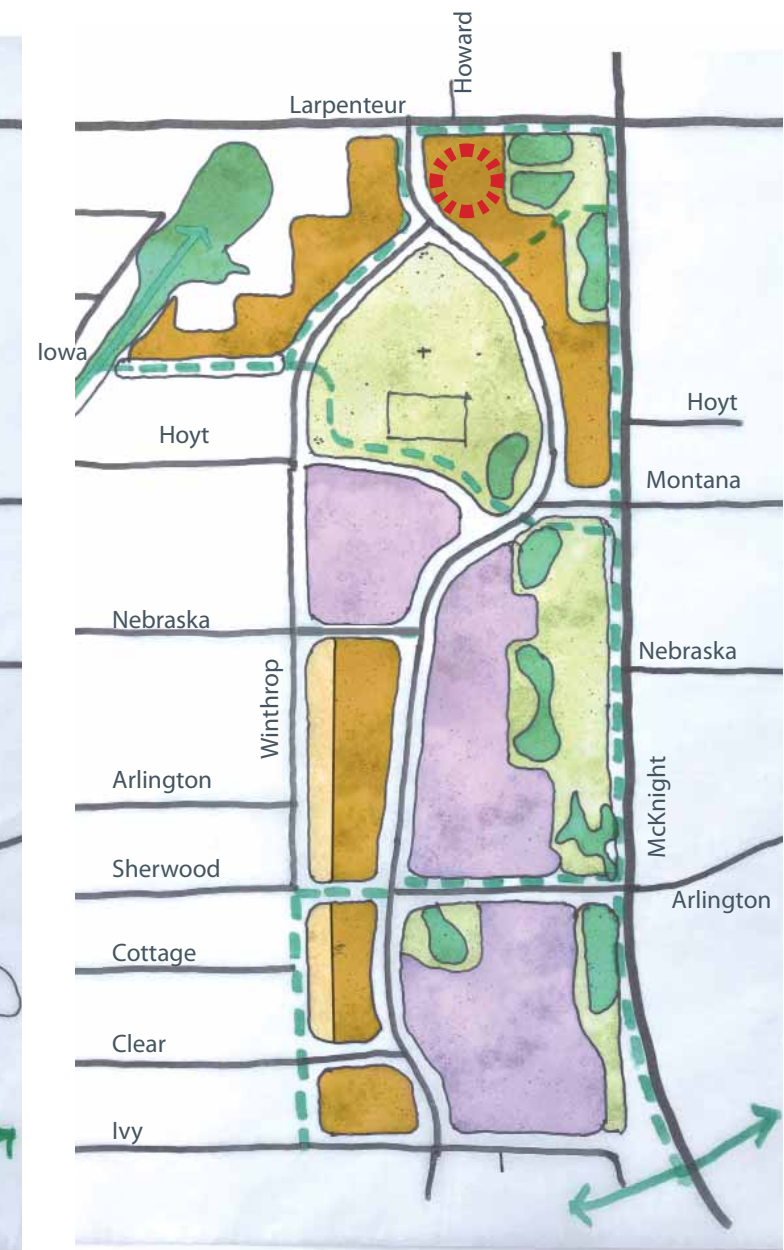 Howard
Larpenteur
Iowa
Hoyt
Hoyt
Montana
Nebraska
Nebraska
Winthrop
Arlington
McKnight
Sherwood
Arlington
Cottage
Clear
Ivy